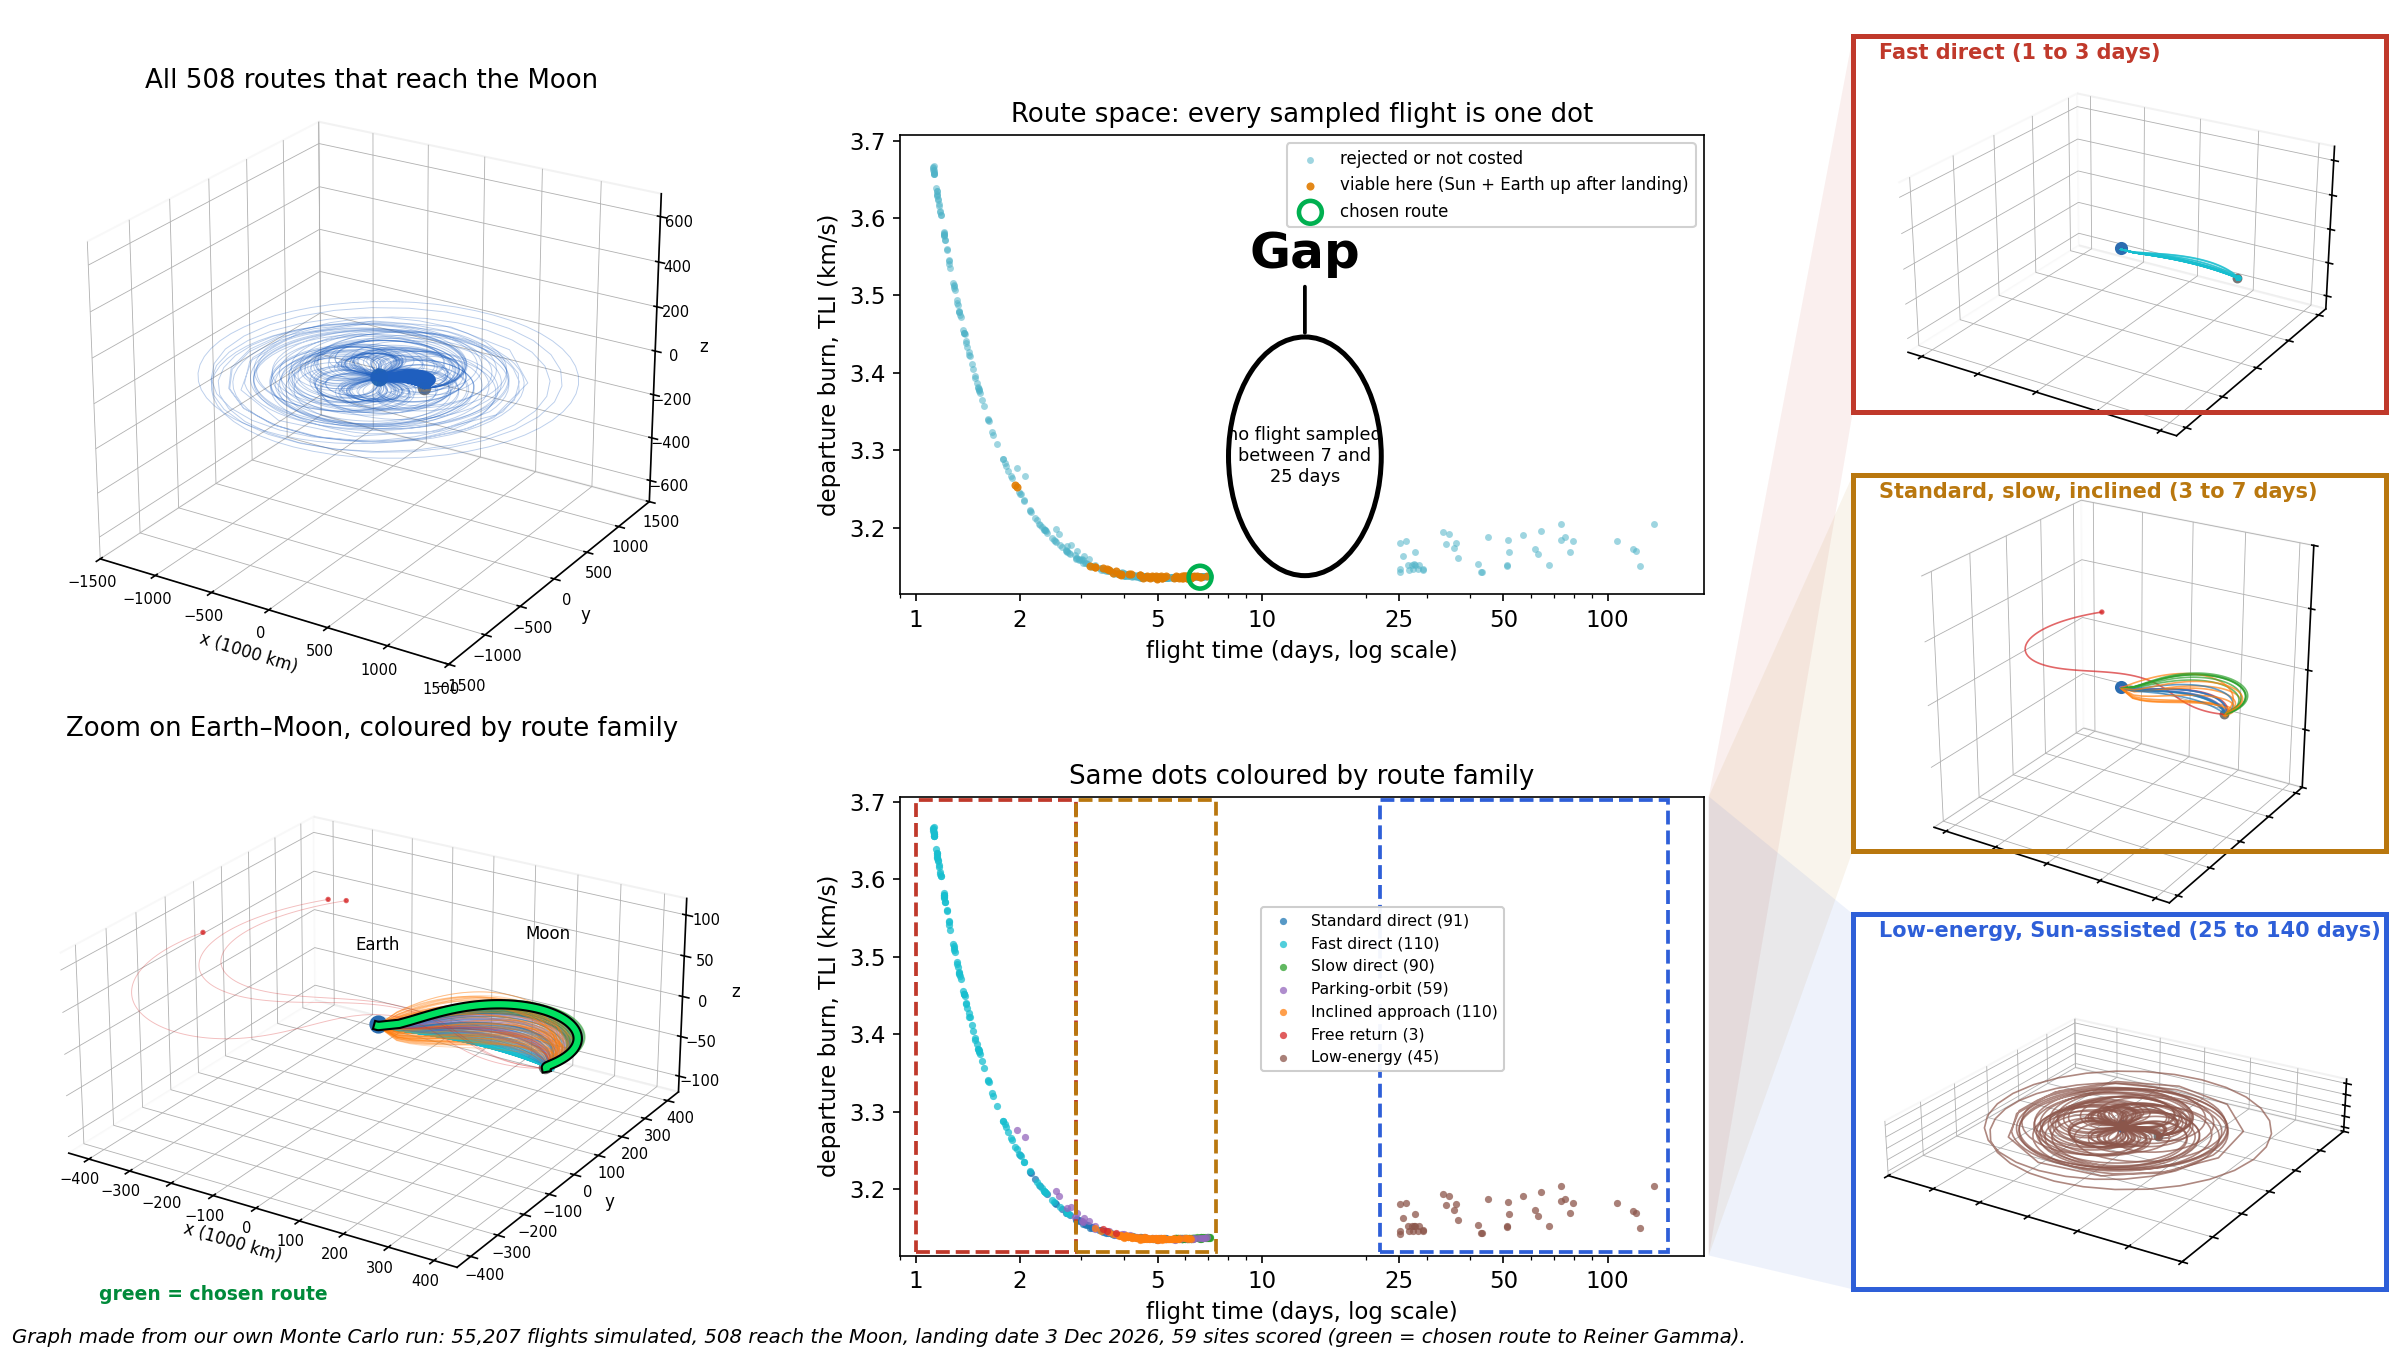 All 508 routes that reach the Moon
600
400
200
0
z
−200
−400
−600
1500
1000
500
0
y
−500
−1000
−1500
−1500
−1000
−500
0
x (1000 km)
500
1000
1500
Zoom on Earth–Moon, coloured by route family
Earth
Moon
100
50
z
0
−50
−100
400
300
200
100
0
y
−100
−200
−300
−400
−400
−300
−200
−100
0
x (1000 km)
100
200
300
400
green = chosen route
Route space: every sampled flight is one dot
3.7
3.6
3.5
3.4
3.3
3.2
departure burn, TLI (km/s)
rejected or not costed
viable here (Sun + Earth up after landing)
chosen route
Gap
no flight sampled
between 7 and
25 days
1 2 5 10 25 50 100
flight time (days, log scale)
Same dots coloured by route family
3.7
3.6
3.5
3.4
3.3
3.2
departure burn, TLI (km/s)
Standard direct (91)
Fast direct (110)
Slow direct (90)
Parking-orbit (59)
Inclined approach (110)
Free return (3)
Low-energy (45)
1 2 5 10 25 50 100
flight time (days, log scale)
Fast direct (1 to 3 days)
Standard, slow, inclined (3 to 7 days)
Low-energy, Sun-assisted (25 to 140 days)
Graph made from our own Monte Carlo run: 55,207 flights simulated, 508 reach the Moon, landing date 3 Dec 2026, 59 sites scored (green = chosen route to Reiner Gamma).